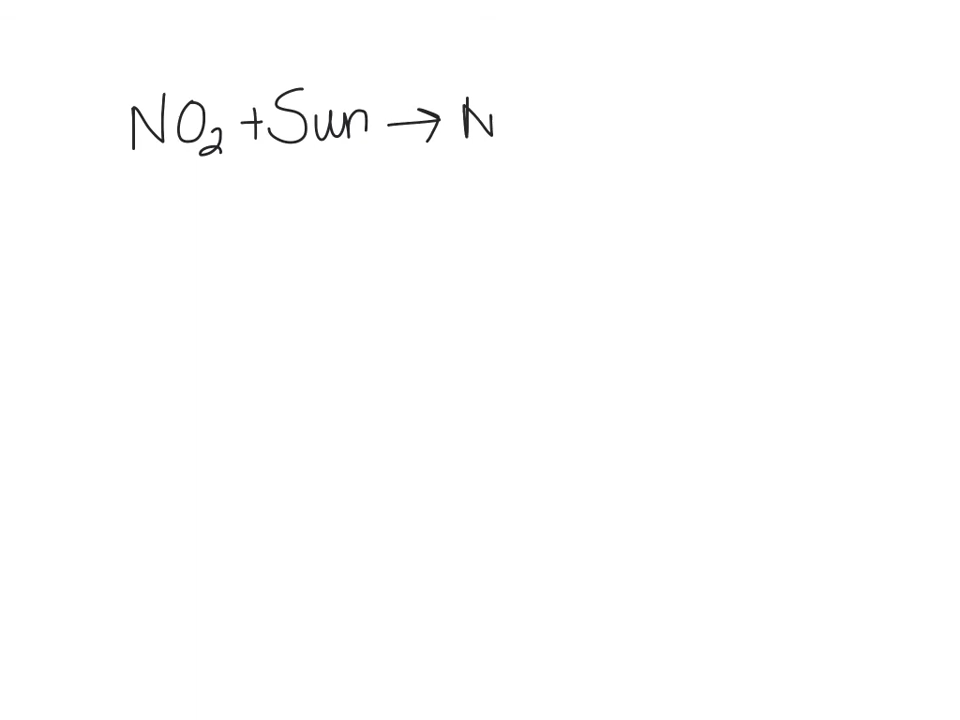 NO₂ + Sun → N